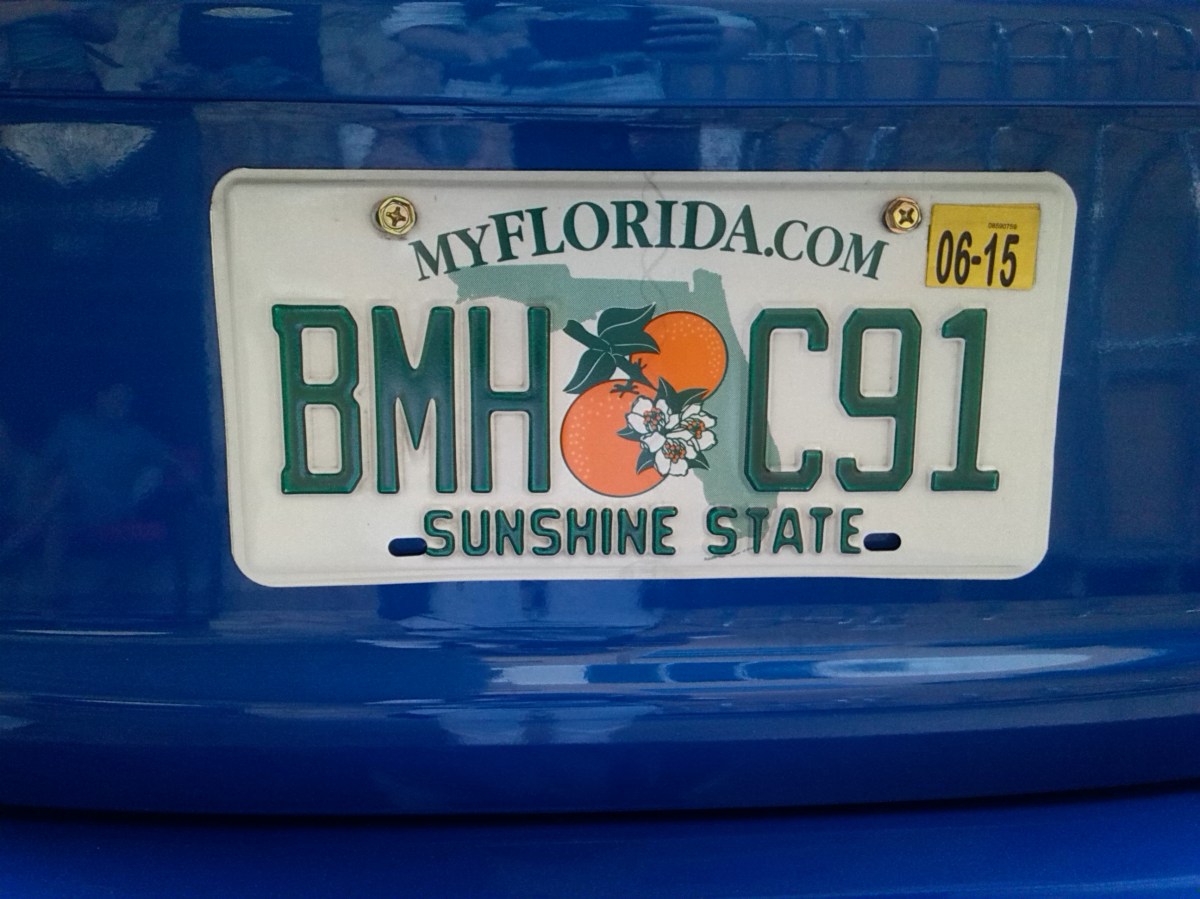 MYFLORIDA.COM
06-15
BMH C91
SUNSHINE STATE